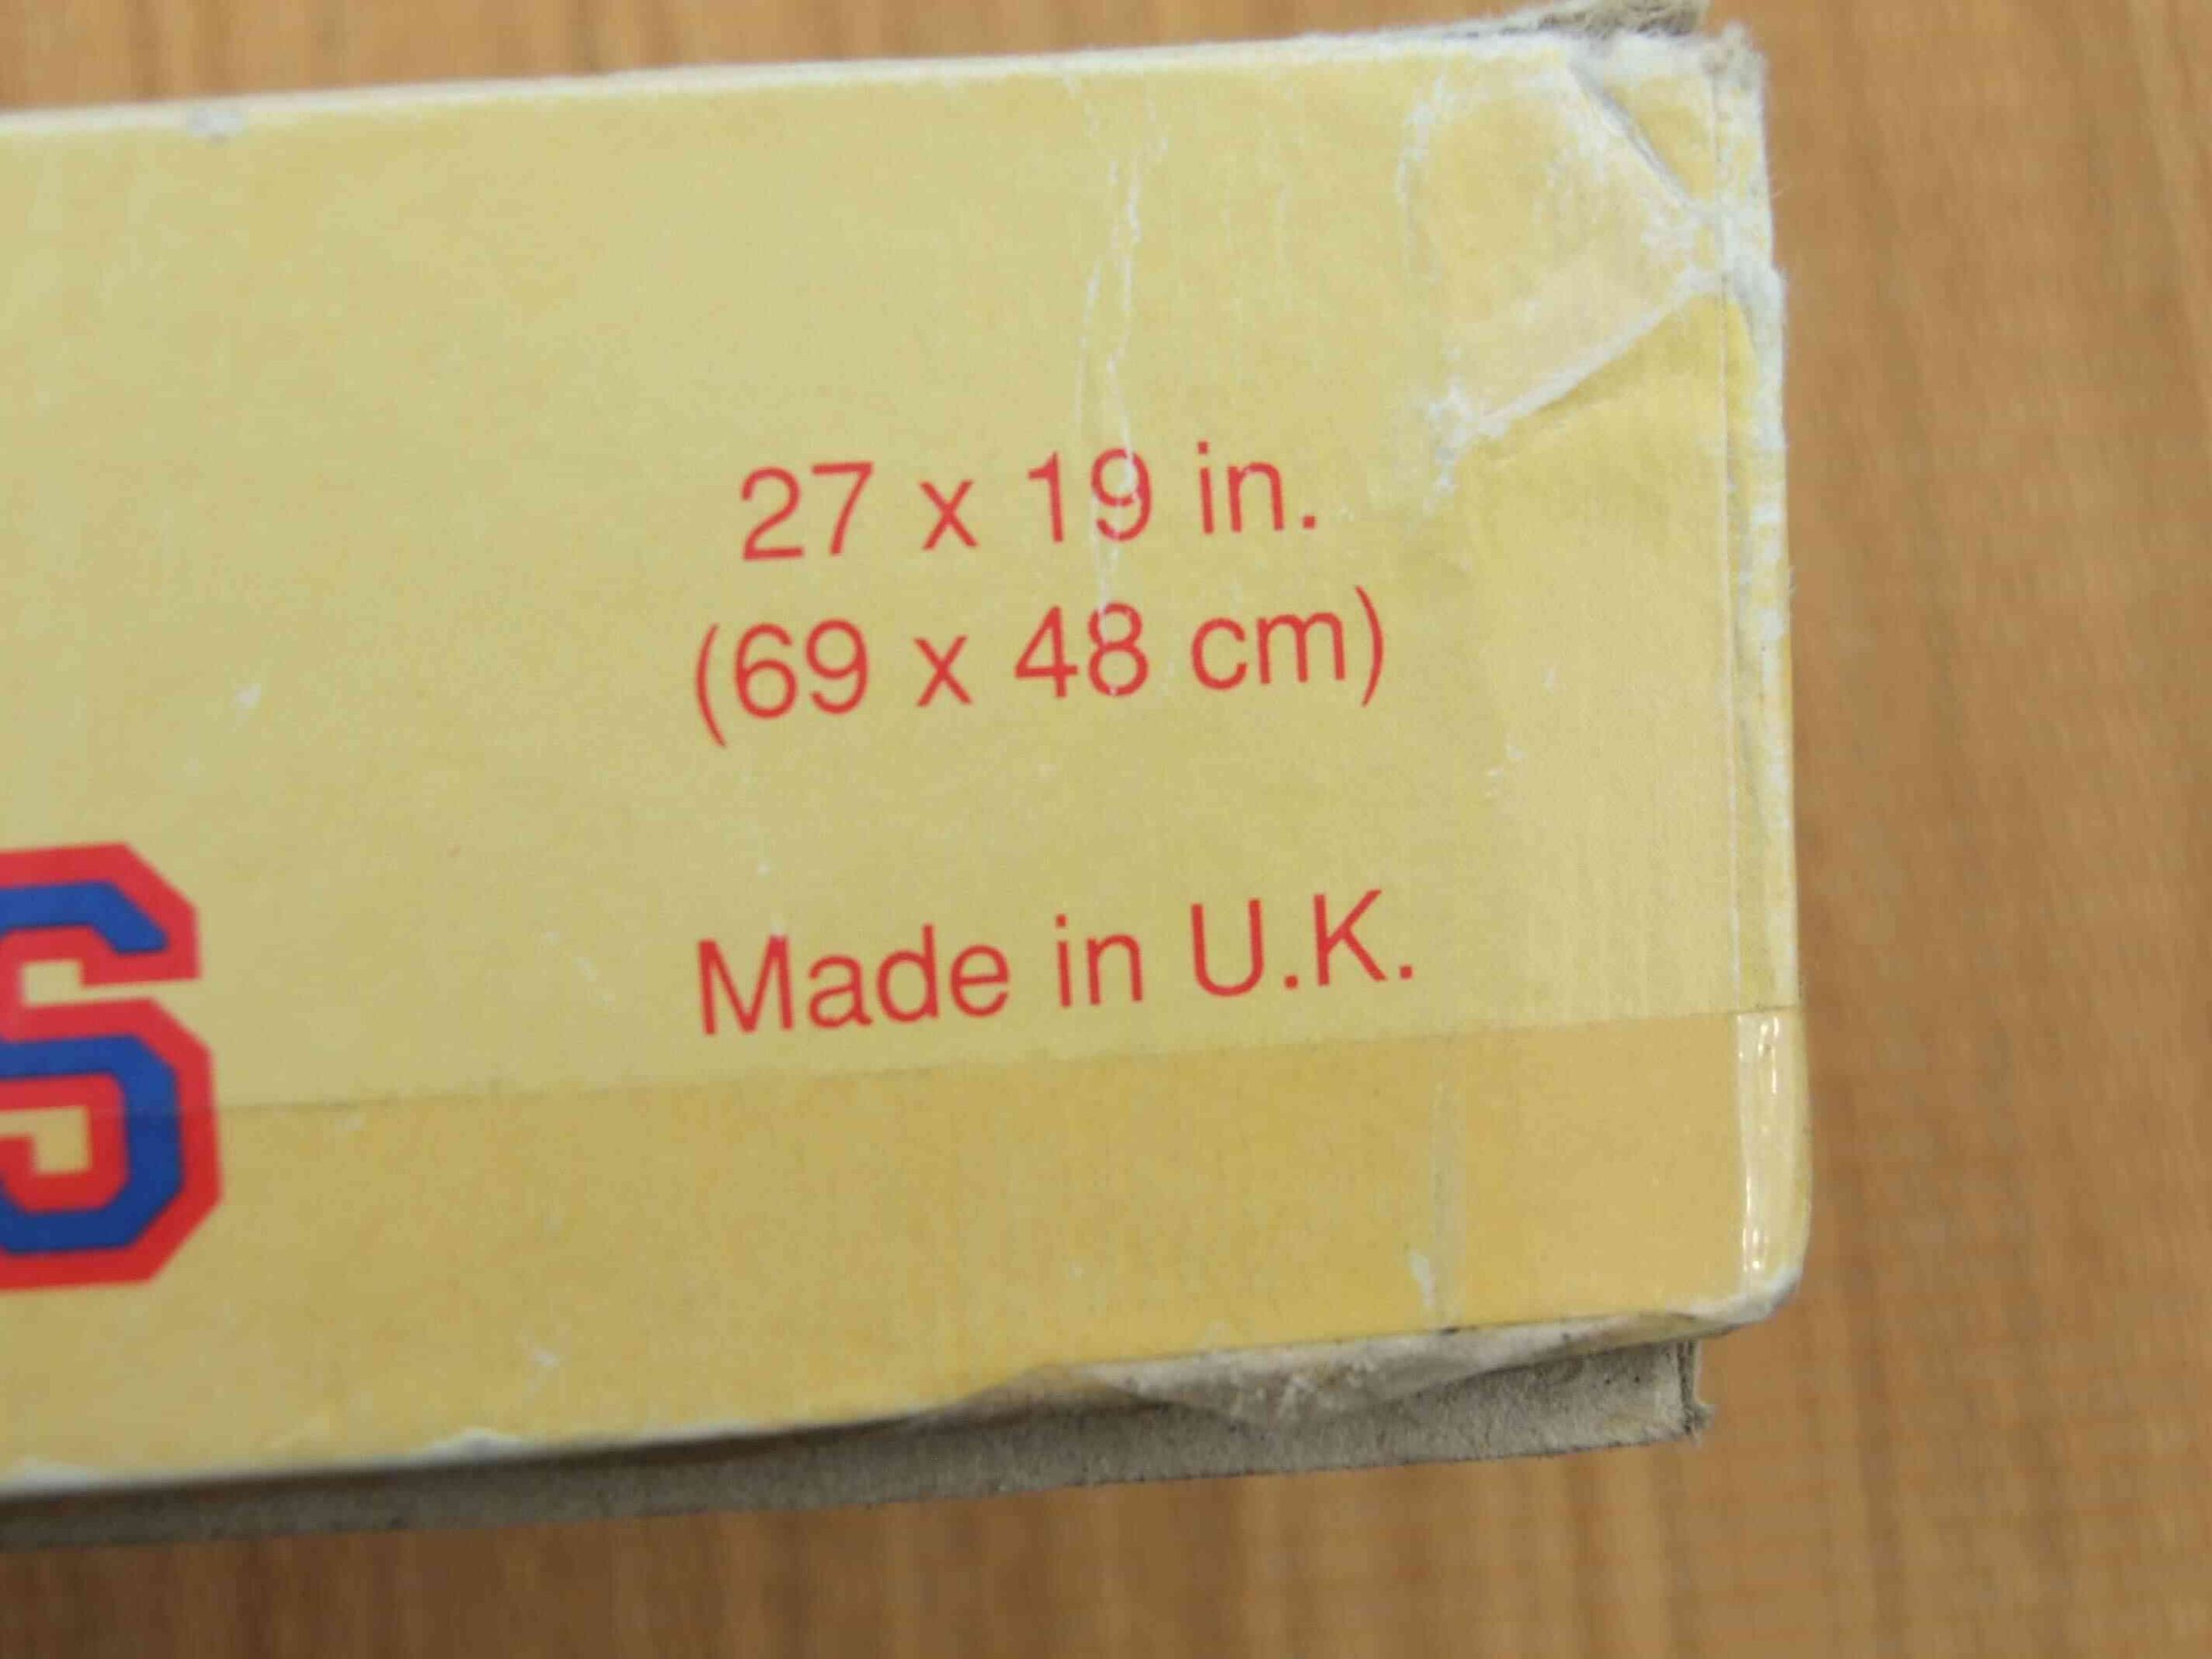 27 x 19 in.
(69 x 48 cm)
S
Made in U.K.